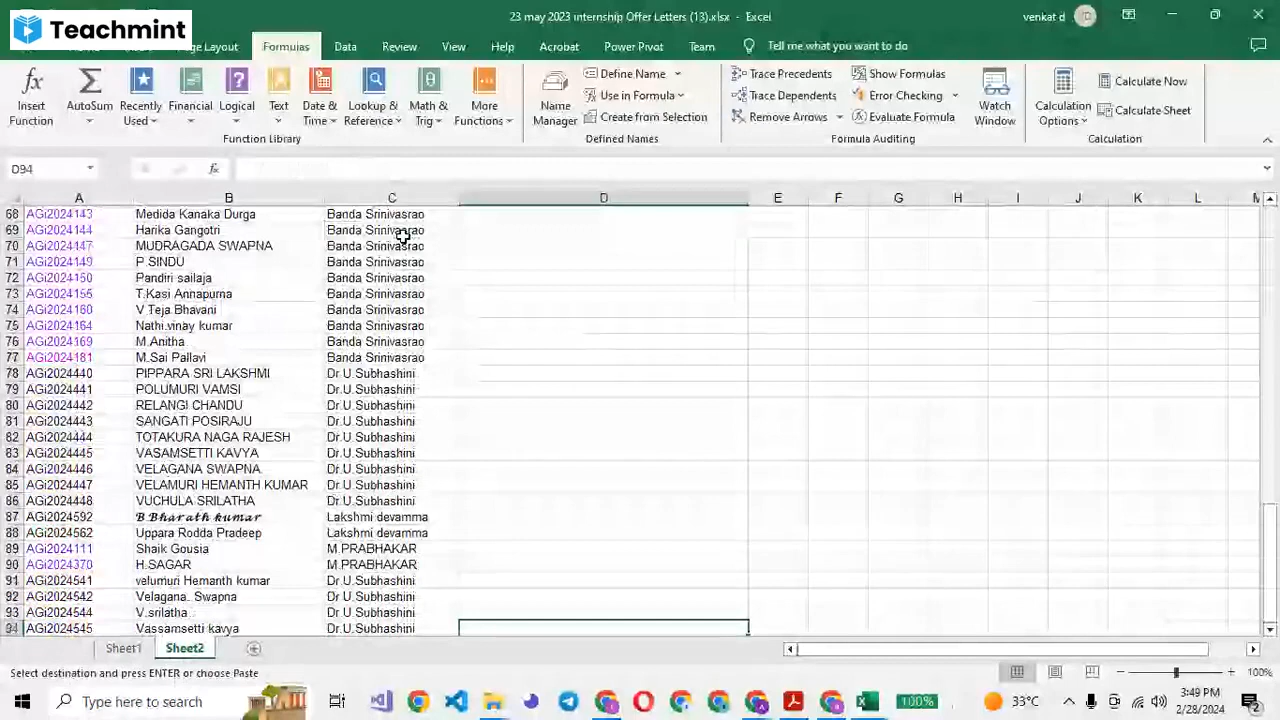 Teachmint
23 may 2023 internship Offer Letters (13).xlsx - Excel
venkat d
Page Layout Formulas Data Review View Help Acrobat Power Pivot Team Tell me what you want to do
Insert Function AutoSum Recently Used Financial Logical Text Date & Time Lookup & Reference Math & Trig More Functions
Function Library
Name Manager Define Name Use in Formula Create from Selection
Defined Names
Trace Precedents Show Formulas
Trace Dependents Error Checking
Remove Arrows Evaluate Formula
Watch Window
Formula Auditing
Calculation Options Calculate Now Calculate Sheet
Calculation
D94 fx
A B C D E F G H I J K L M
68 AGi2024143 Medida Kanaka Durga Banda Srinivasrao
69 AGi2024144 Harika Gangotri Banda Srinivasrao
70 AGi2024147 MUDRAGADA SWAPNA Banda Srinivasrao
71 AGi2024149 P.SINDU Banda Srinivasrao
72 AGi2024150 Pandiri sailaja Banda Srinivasrao
73 AGi2024155 T.Kasi Annapurna Banda Srinivasrao
74 AGi2024160 V Teja Bhavani Banda Srinivasrao
75 AGi2024164 Nathi.vinay kumar Banda Srinivasrao
76 AGi2024169 M.Anitha Banda Srinivasrao
77 AGi2024181 M.Sai Pallavi Banda Srinivasrao
78 AGi2024440 PIPPARA SRI LAKSHMI Dr.U.Subhashini
79 AGi2024441 POLUMURI VAMSI Dr.U.Subhashini
80 AGi2024442 RELANGI CHANDU Dr.U.Subhashini
81 AGi2024443 SANGATI POSIRAJU Dr.U.Subhashini
82 AGi2024444 TOTAKURA NAGA RAJESH Dr.U.Subhashini
83 AGi2024445 VASAMSETTI KAVYA Dr.U.Subhashini
84 AGi2024446 VELAGANA SWAPNA Dr.U.Subhashini
85 AGi2024447 VELAMURI HEMANTH KUMAR Dr.U.Subhashini
86 AGi2024448 VUCHULA SRILATHA Dr.U.Subhashini
87 AGi2024592 B Bharath kumar Lakshmi devamma
88 AGi2024562 Uppara Rodda Pradeep Lakshmi devamma
89 AGi2024111 Shaik Gousia M.PRABHAKAR
90 AGi2024370 H.SAGAR M.PRABHAKAR
91 AGi2024541 velumuri Hemanth kumar Dr.U.Subhashini
92 AGi2024542 Velagana. Swapna Dr.U.Subhashini
93 AGi2024544 V.srilatha Dr.U.Subhashini
94 AGi2024545 Vassamsetti kavya Dr.U.Subhashini
Sheet1 Sheet2
Select destination and press ENTER or choose Paste
100%
Type here to search
100%
33°C
3:49 PM
2/28/2024